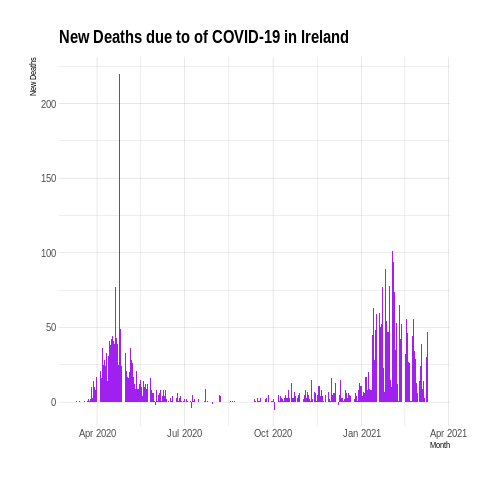 New Deaths due to of COVID-19 in Ireland
New Deaths
200
150
100
50
0
Apr 2020 Jul 2020 Oct 2020 Jan 2021 Apr 2021
Month